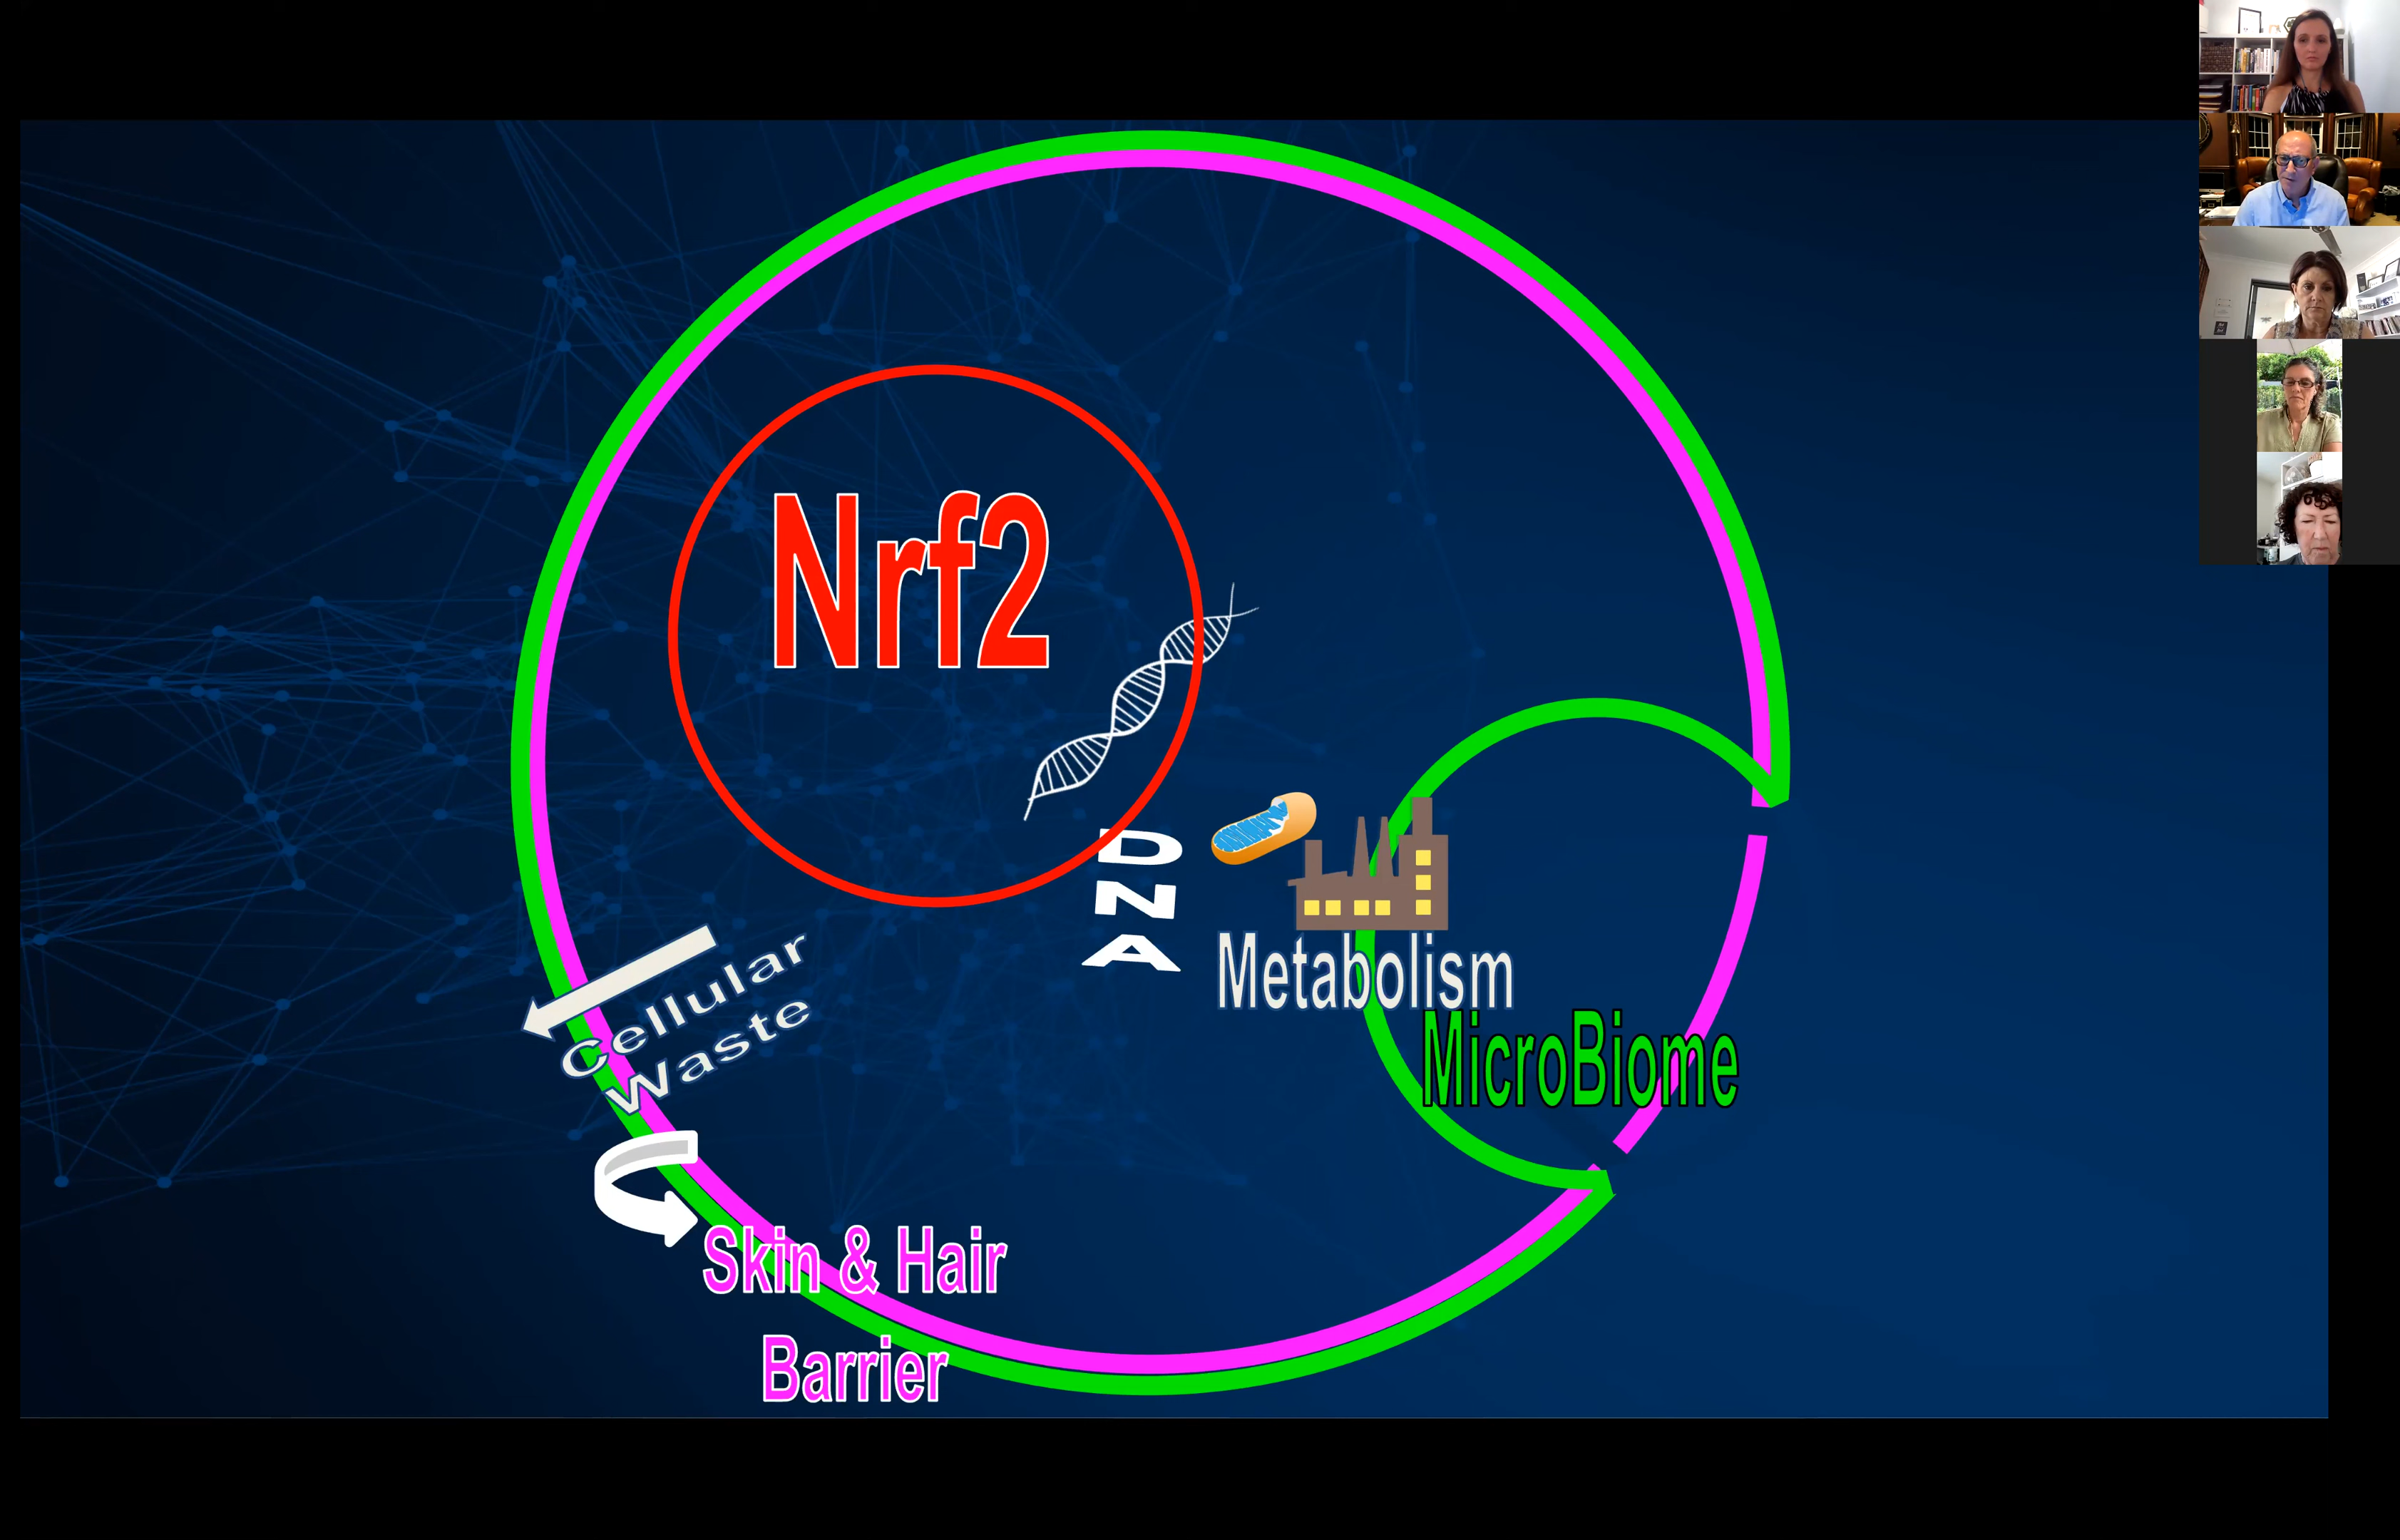 Nrf2
DNA
Metabolism
MicroBiome
Cellular
Waste
Skin & Hair
Barrier